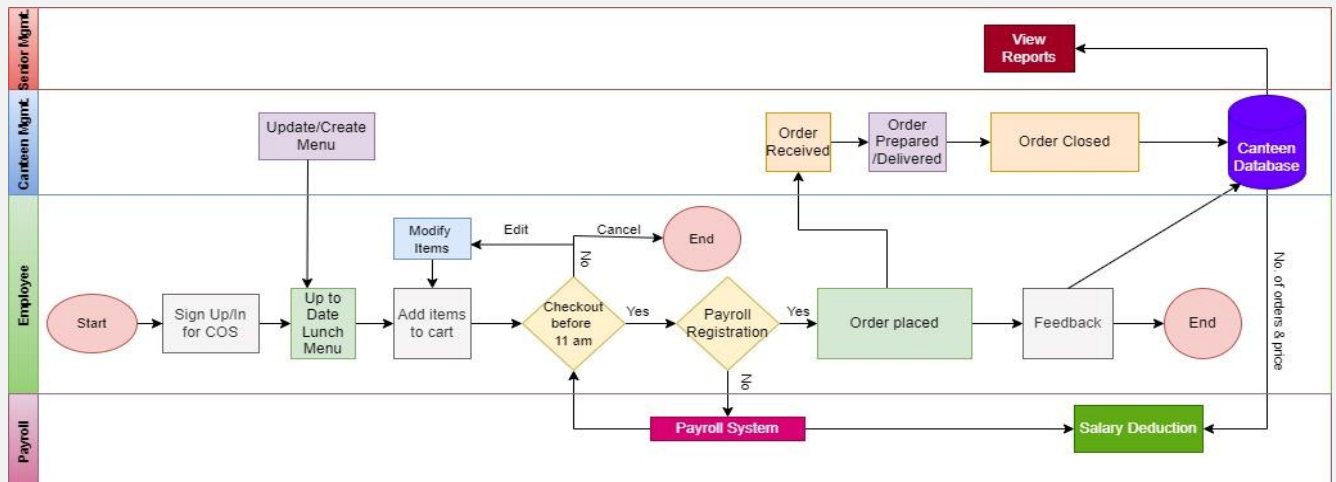 Senior Mgmt.
View
Reports
Canteen Mgmt.
Update/Create
Menu
Order
Received
Order
Prepared
/Delivered
Order Closed
Canteen
Database
Employee
Modify
Items
Edit
Cancel
End
No
Start
Sign Up/In
for COS
Up to
Date
Lunch
Menu
Add items
to cart
Checkout
before
11 am
Yes
Payroll
Registration
Yes
Order placed
Feedback
End
No. of orders & price
No
Payroll
Payroll System
Salary Deduction